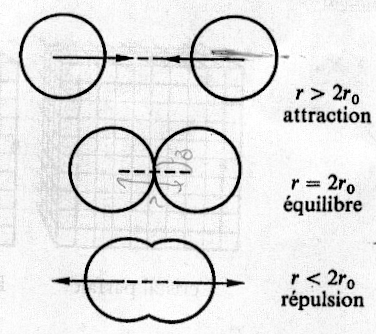 r > 2r₀
attraction
r = 2r₀
équilibre
r < 2r₀
répulsion